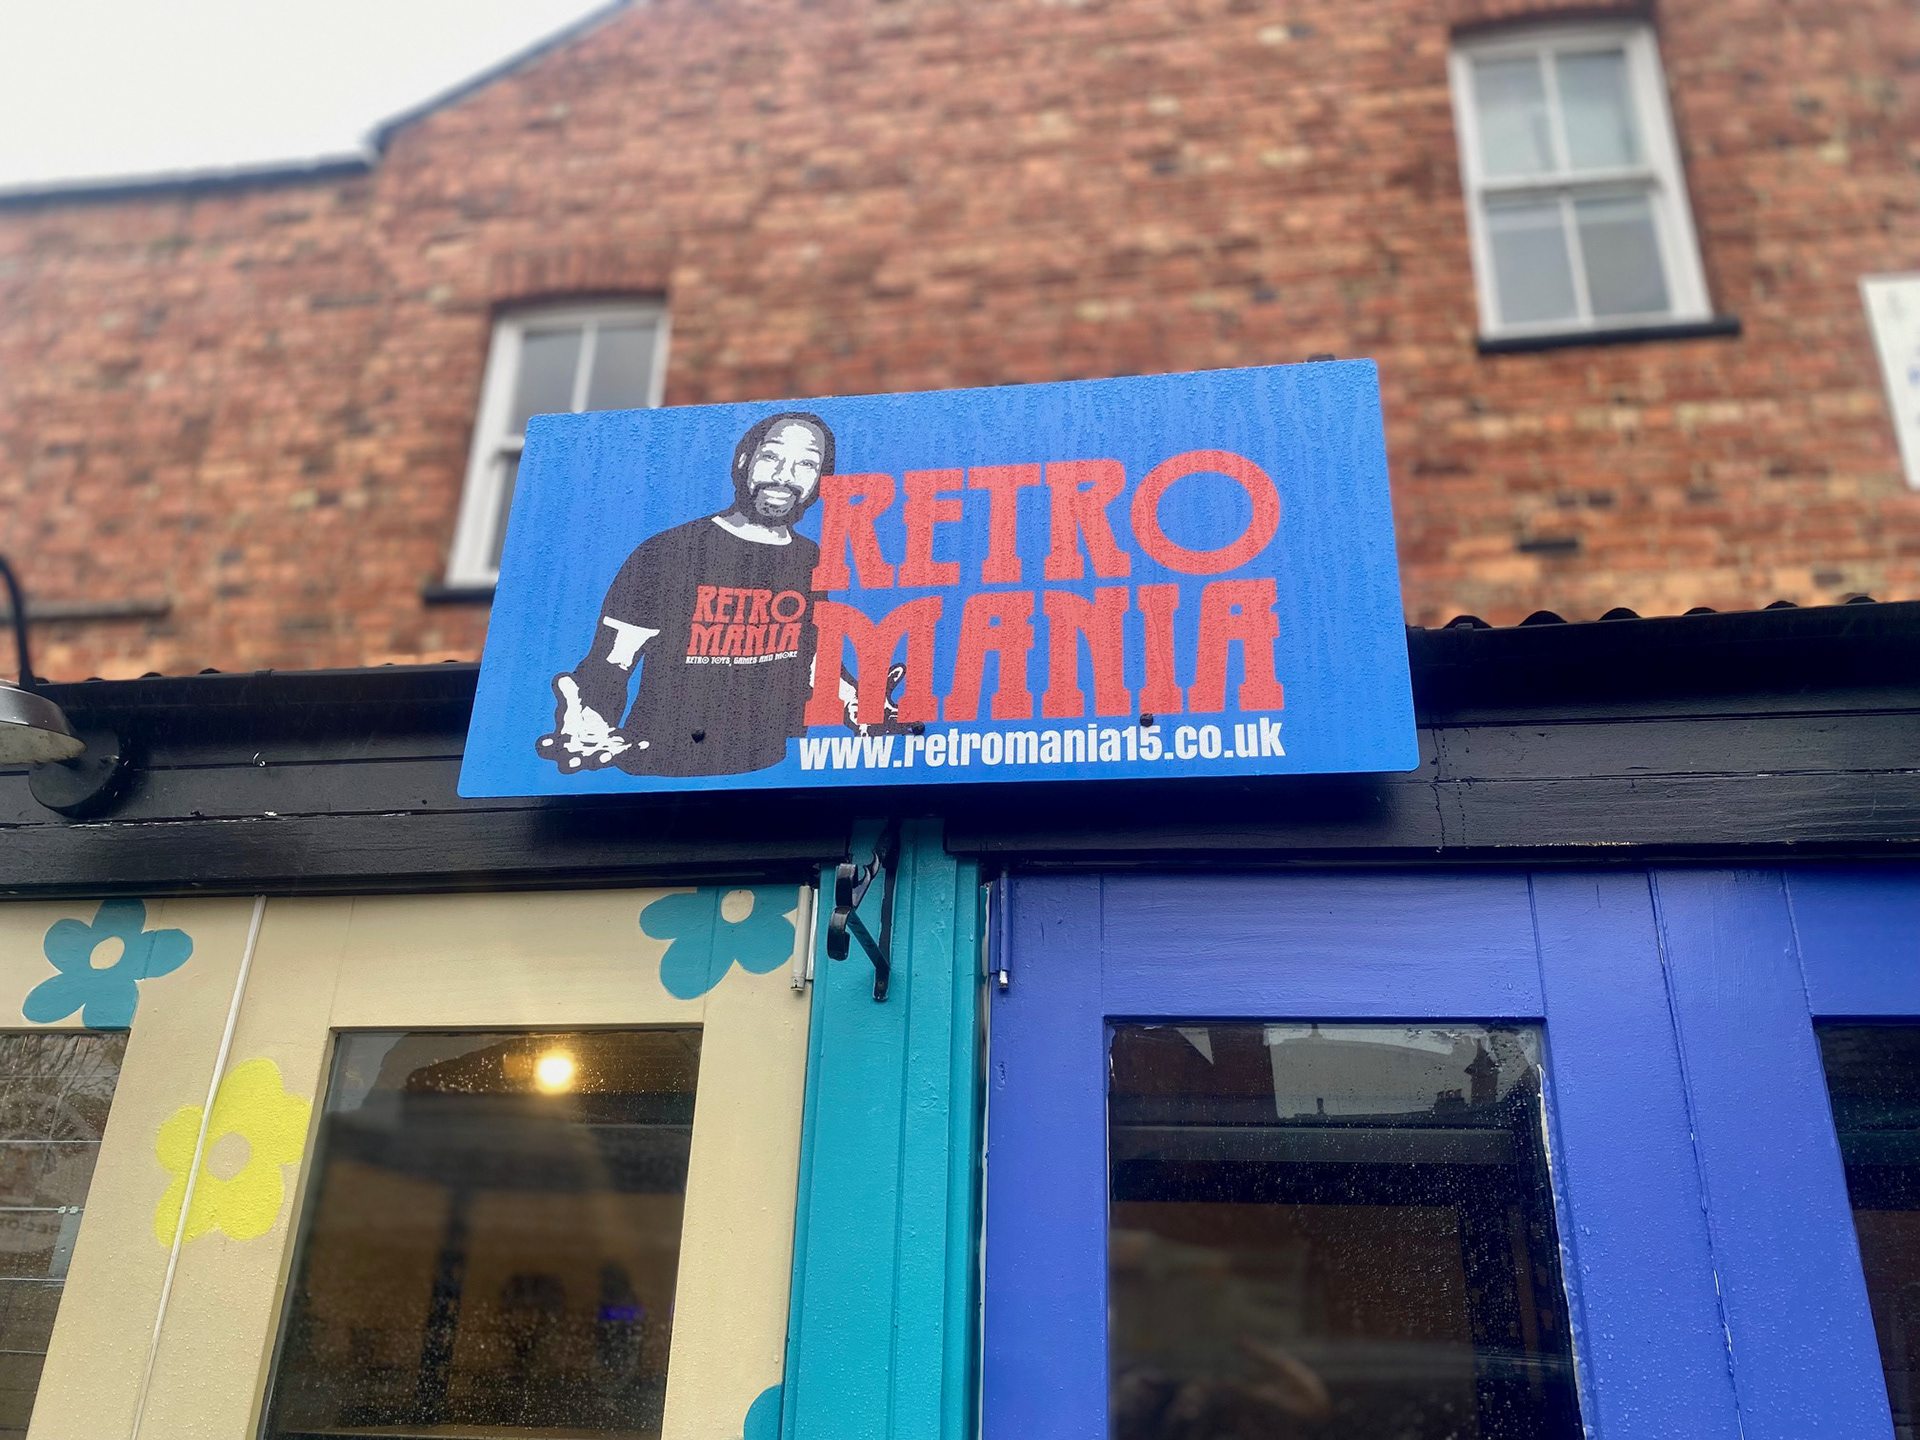 RETRO
MANIA
RETRO TOYS, GAMES AND MORE
RETRO
MANIA
www.retromania15.co.uk